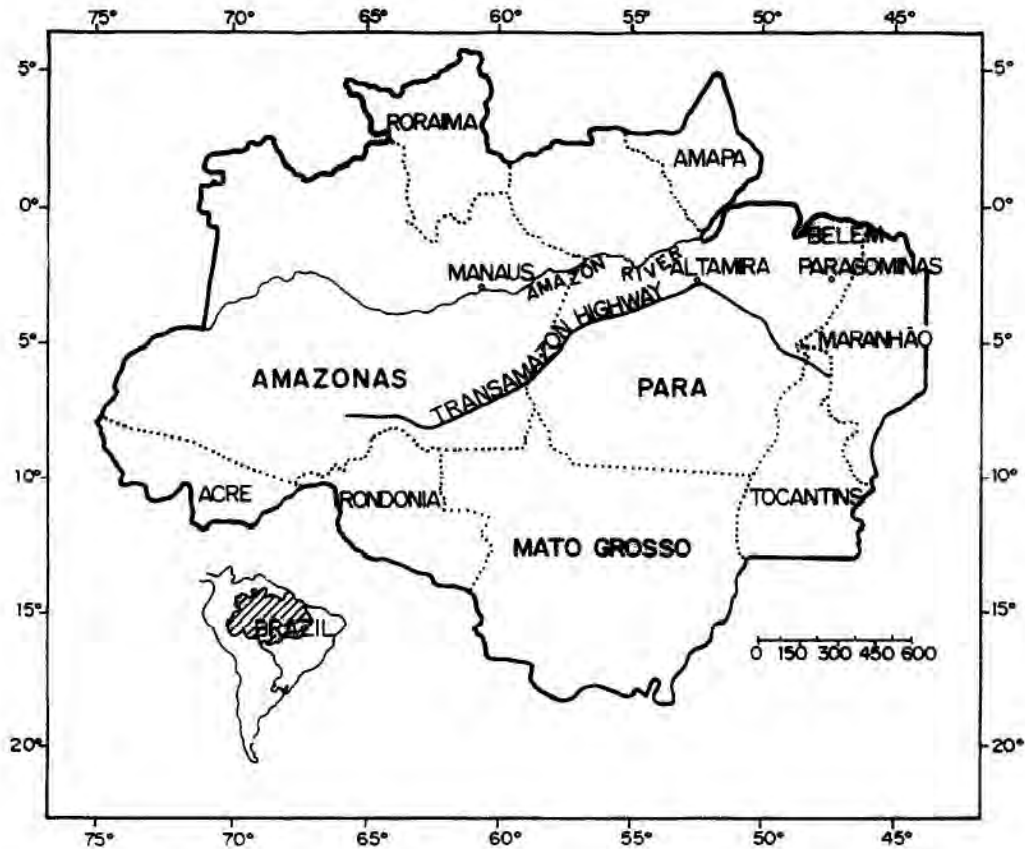 75° 70° 65° 60° 55° 50° 45°
5° 5°
RORAIMA
AMAPA
0° 0°
BELEM
MANAUS AMAZON RIVER ALTAMIRA PARAGOMINAS
TRANSAMAZON HIGHWAY
5° MARANHÃO 5°
AMAZONAS PARA
10° 10°
ACRE RONDONIA TOCANTINS
MATO GROSSO
15° 15°
BRAZIL
0 150 300 450 600
20° 20°
75° 70° 65° 60° 55° 50° 45°